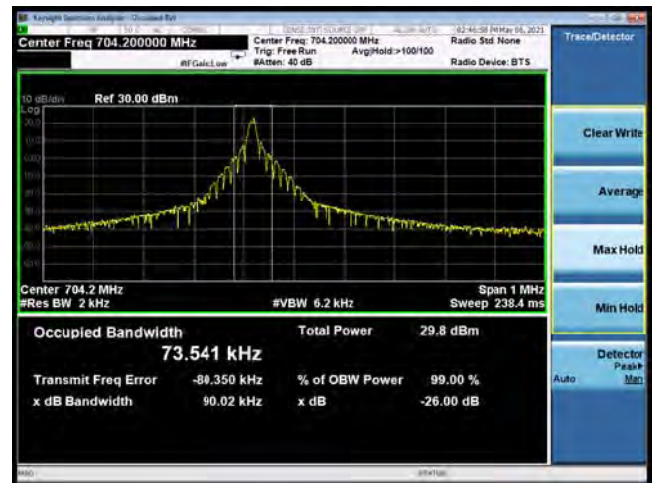 Keysight Spectrum Analyzer - Occupied BW
02:46:58 PM May 06, 2021
Center Freq 704.200000 MHz
Center Freq: 704.200000 MHz
Radio Std: None
Trig: Free Run
Avg|Hold:>100/100
#IFGain:Low
#Atten: 40 dB
Radio Device: BTS
Trace/Detector
10 dB/div
Ref 30.00 dBm
Log
Clear Write
Average
Max Hold
Min Hold
Detector
Peak▶
Auto
Man
Center 704.2 MHz
Span 1 MHz
#Res BW 2 kHz
#VBW 6.2 kHz
Sweep 238.4 ms
Occupied Bandwidth
Total Power
29.8 dBm
73.541 kHz
Transmit Freq Error
-80.350 kHz
% of OBW Power
99.00 %
x dB Bandwidth
90.02 kHz
x dB
-26.00 dB
MSG
STATUS